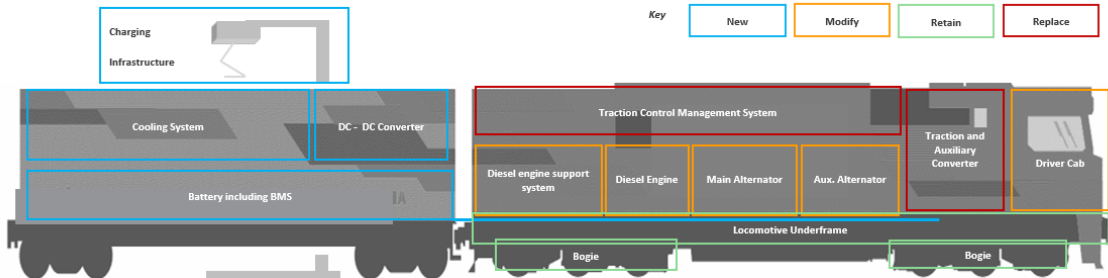 Key
New
Modify
Retain
Replace
Charging
Infrastructure
Cooling System
DC - DC Converter
Battery including BMS
Traction Control Management System
Traction and
Auxiliary
Converter
Driver Cab
Diesel engine support
system
Diesel Engine
Main Alternator
Aux. Alternator
Locomotive Underframe
Bogie
Bogie